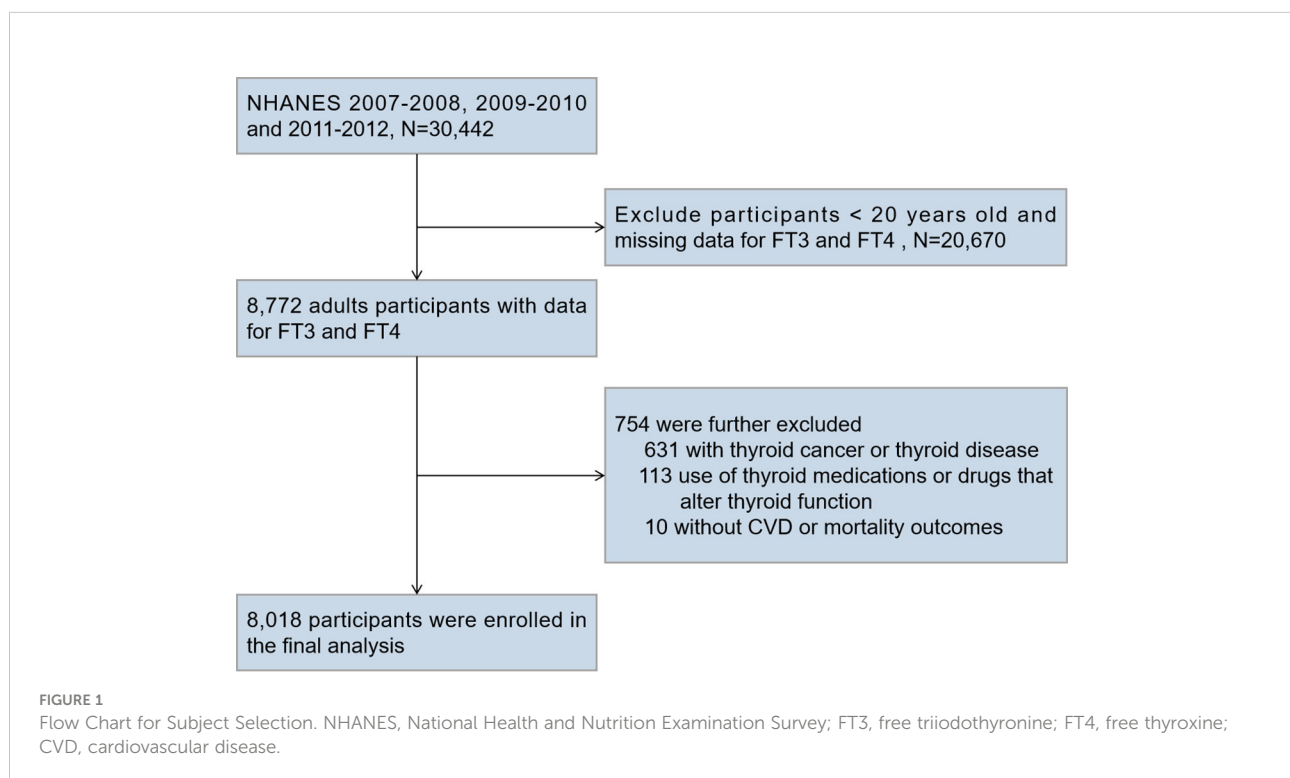 NHANES 2007-2008, 2009-2010
and 2011-2012, N=30,442
Exclude participants < 20 years old and
missing data for FT3 and FT4 , N=20,670
8,772 adults participants with data
for FT3 and FT4
754 were further excluded
631 with thyroid cancer or thyroid disease
113 use of thyroid medications or drugs that
alter thyroid function
10 without CVD or mortality outcomes
8,018 participants were enrolled in
the final analysis
FIGURE 1
Flow Chart for Subject Selection. NHANES, National Health and Nutrition Examination Survey; FT3, free triiodothyronine; FT4, free thyroxine;
CVD, cardiovascular disease.